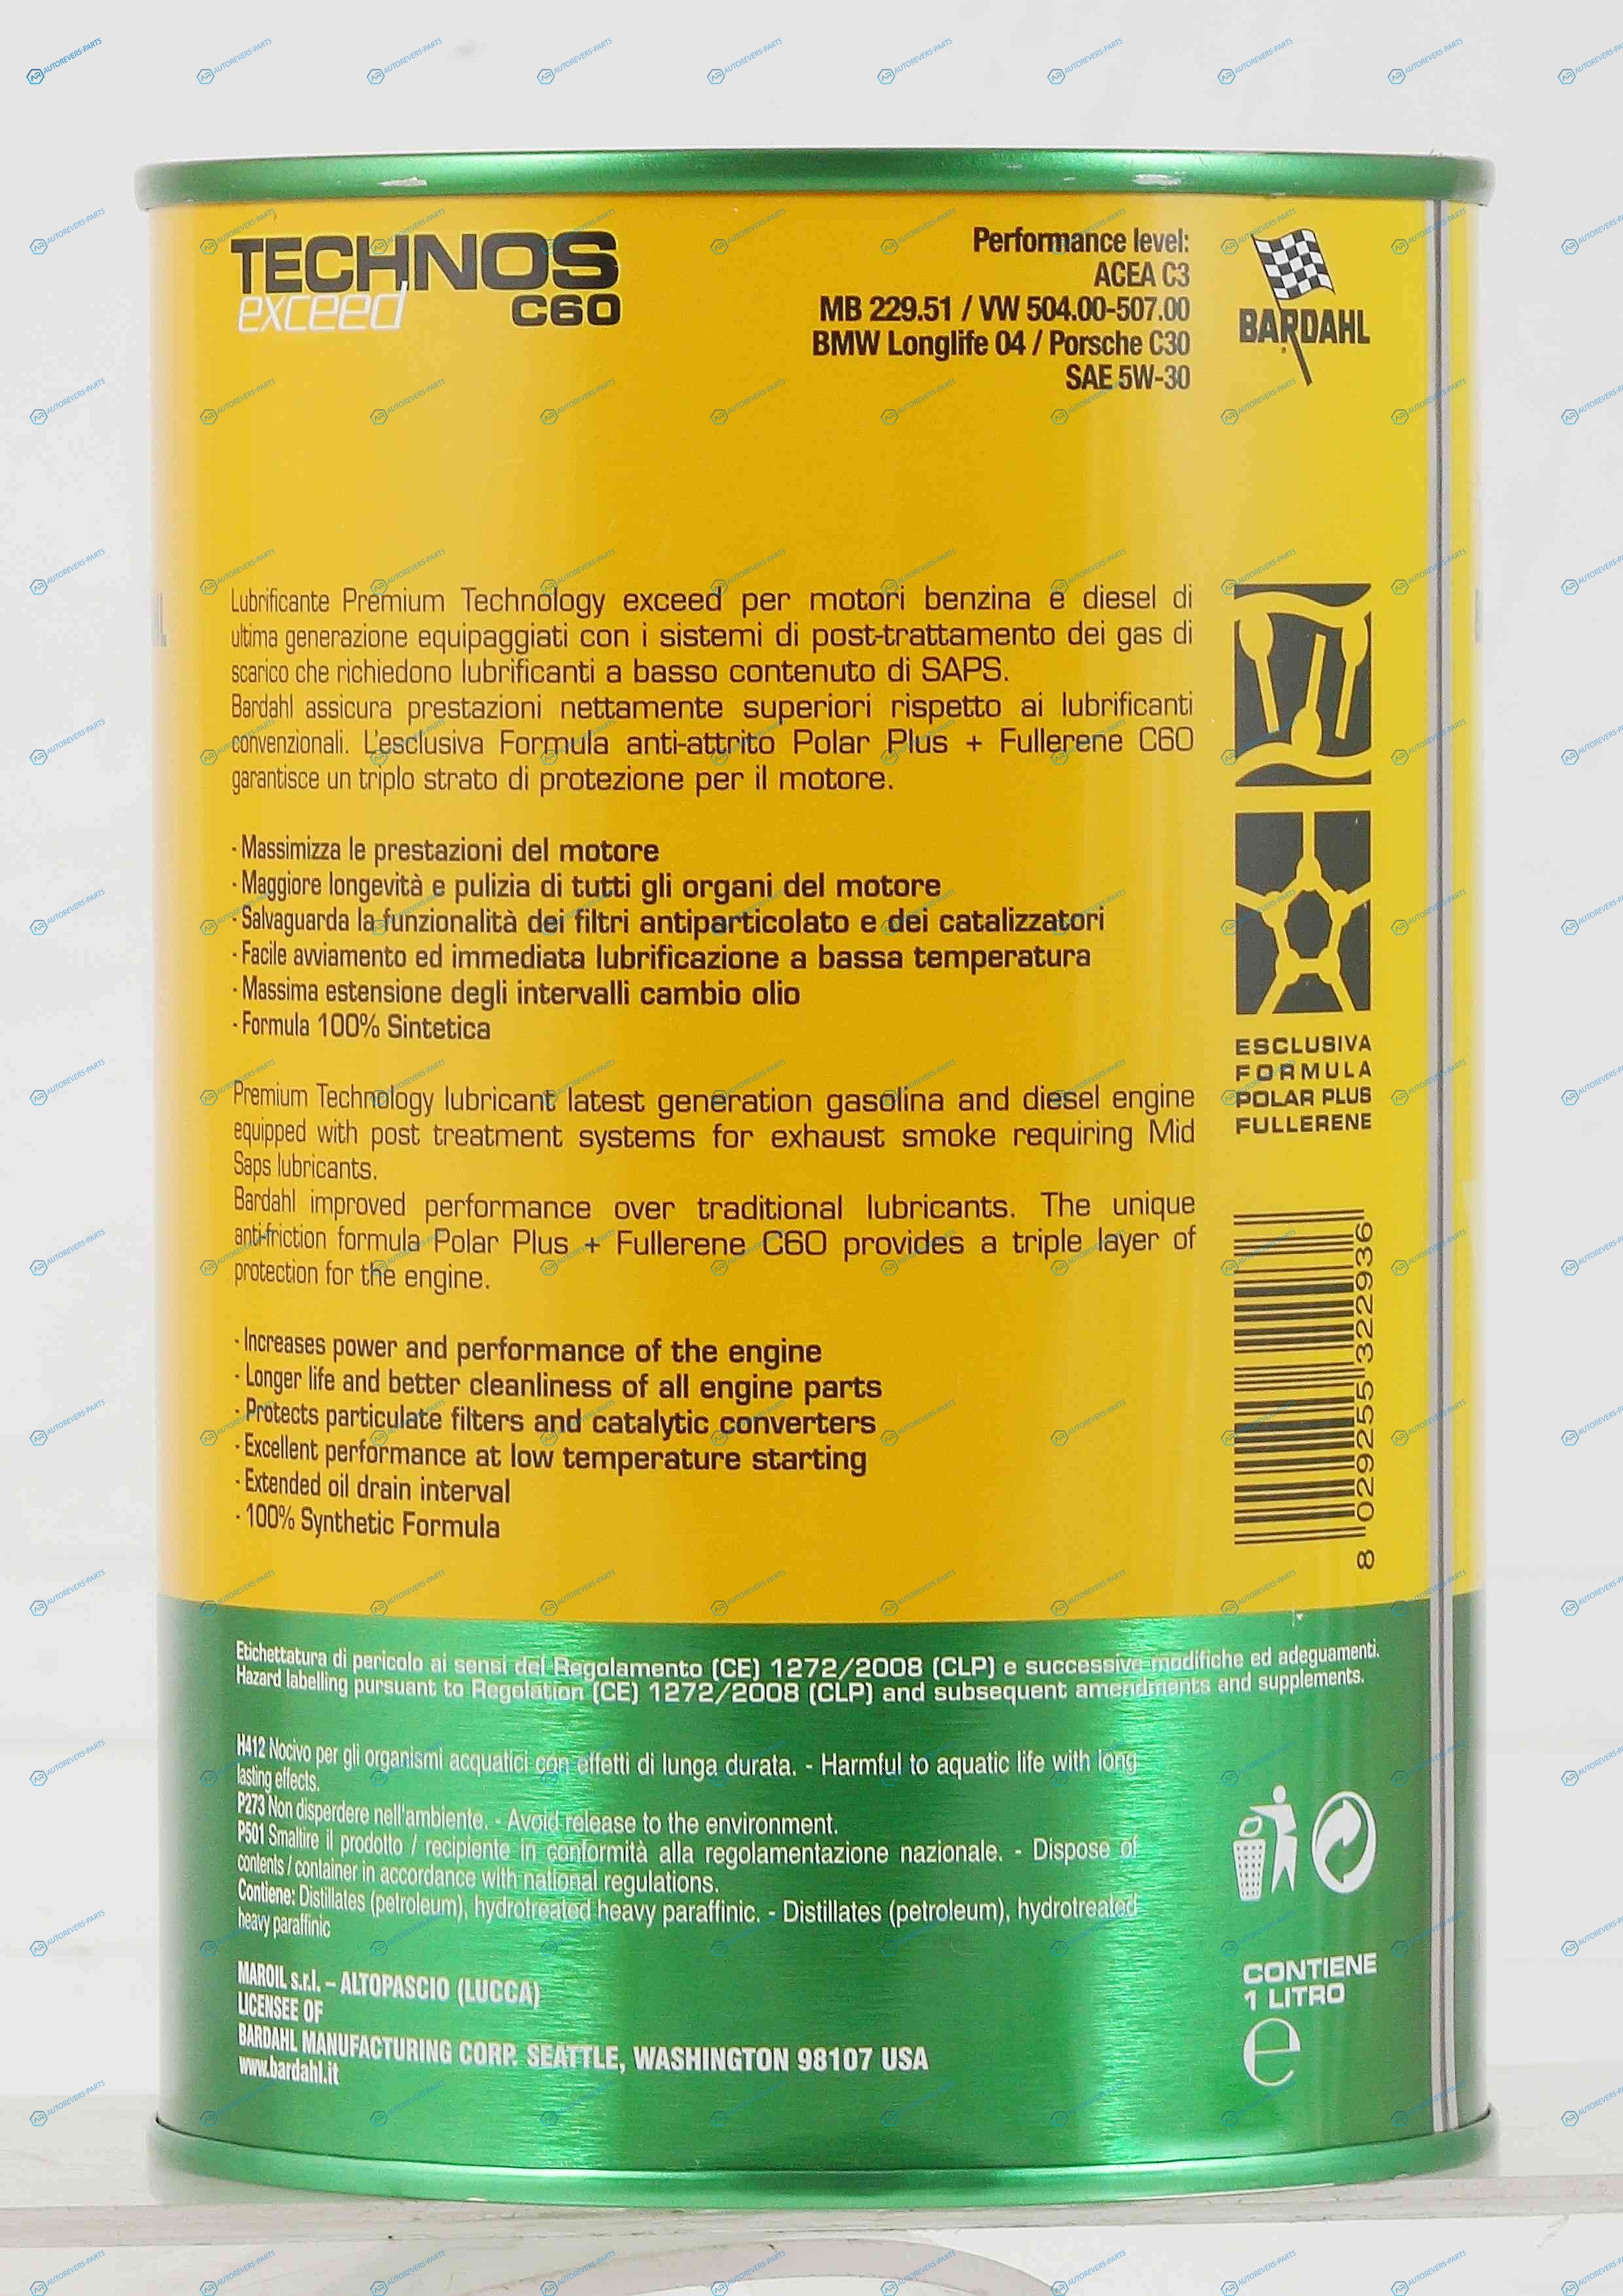 TECHNOS
exceed C60
Performance level:
ACEA C3
MB 229.51 / VW 504.00-507.00
BMW Longlife 04 / Porsche C30
SAE 5W-30
BARDAHL
Lubrificante Premium Technology exceed per motori benzina e diesel di
ultima generazione equipaggiati con i sistemi di post-trattamento dei gas di
scarico che richiedono lubrificanti a basso contenuto di SAPS.
Bardahl assicura prestazioni nettamente superiori rispetto ai lubrificanti
convenzionali. L'esclusiva Formula anti-attrito Polar Plus + Fullerene C60
garantisce un triplo strato di protezione per il motore.
- Massimizza le prestazioni del motore
- Maggiore longevità e pulizia di tutti gli organi del motore
- Salvaguarda la funzionalità dei filtri antiparticolato e dei catalizzatori
- Facile avviamento ed immediata lubrificazione a bassa temperatura
- Massima estensione degli intervalli cambio olio
- Formula 100% Sintetica
ESCLUSIVA
FORMULA
POLAR PLUS
FULLERENE
Premium Technology lubricant latest generation gasolina and diesel engine
equipped with post treatment systems for exhaust smoke requiring Mid
Saps lubricants.
Bardahl improved performance over traditional lubricants. The unique
anti-friction formula Polar Plus + Fullerene C60 provides a triple layer of
protection for the engine.
- Increases power and performance of the engine
- Longer life and better cleanliness of all engine parts
- Protects particulate filters and catalytic converters
- Excellent performance at low temperature starting
- Extended oil drain interval
- 100% Synthetic Formula
8 029255 322936
Etichettatura di pericolo ai sensi del Regolamento (CE) 1272/2008 (CLP) e successive modifiche ed adeguamenti.
Hazard labelling pursuant to Regolation (CE) 1272/2008 (CLP) and subsequent amendments and supplements.
H412 Nocivo per gli organismi acquatici con effetti di lunga durata. - Harmful to aquatic life with long
lasting effects.
P273 Non disperdere nell'ambiente. - Avoid release to the environment.
P501 Smaltire il prodotto / recipiente in conformità alla regolamentazione nazionale. - Dispose of
contents / container in accordance with national regulations.
Contiene: Distillates (petroleum), hydrotreated heavy paraffinic. - Distillates (petroleum), hydrotreated
heavy paraffinic
MAROIL s.r.l. – ALTOPASCIO (LUCCA)
LICENSEE OF
BARDAHL MANUFACTURING CORP. SEATTLE, WASHINGTON 98107 USA
www.bardahl.it
CONTIENE
1 LITRO
e
AUTOREVERS-PARTS